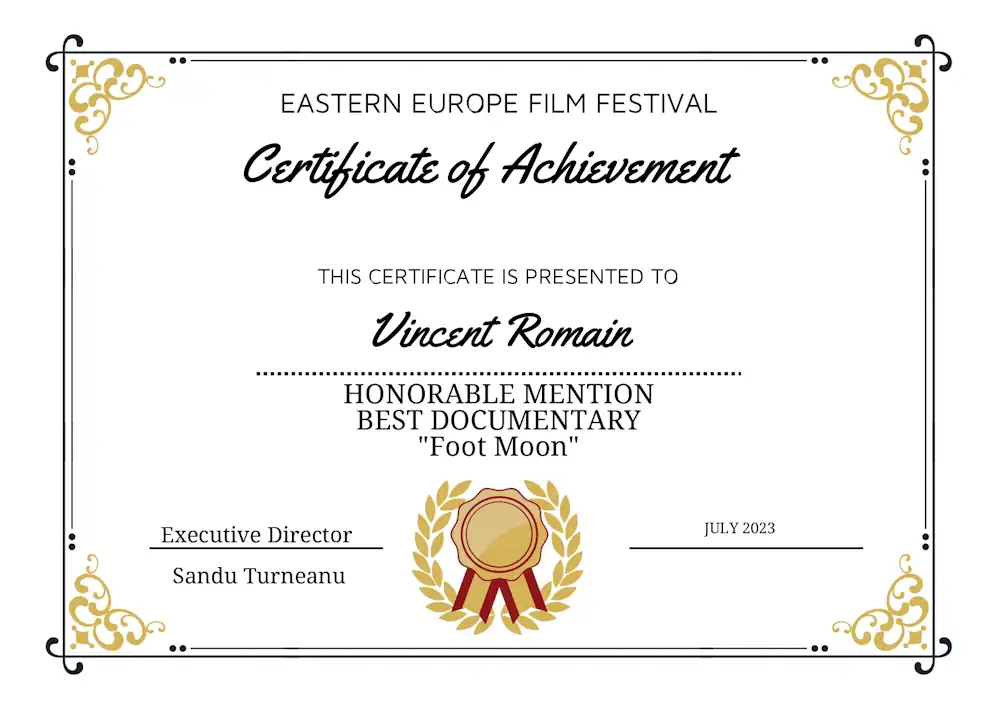 EASTERN EUROPE FILM FESTIVAL
Certificate of Achievement
THIS CERTIFICATE IS PRESENTED TO
Vincent Romain
HONORABLE MENTION
BEST DOCUMENTARY
"Foot Moon"
Executive Director
Sandu Turneanu
JULY 2023